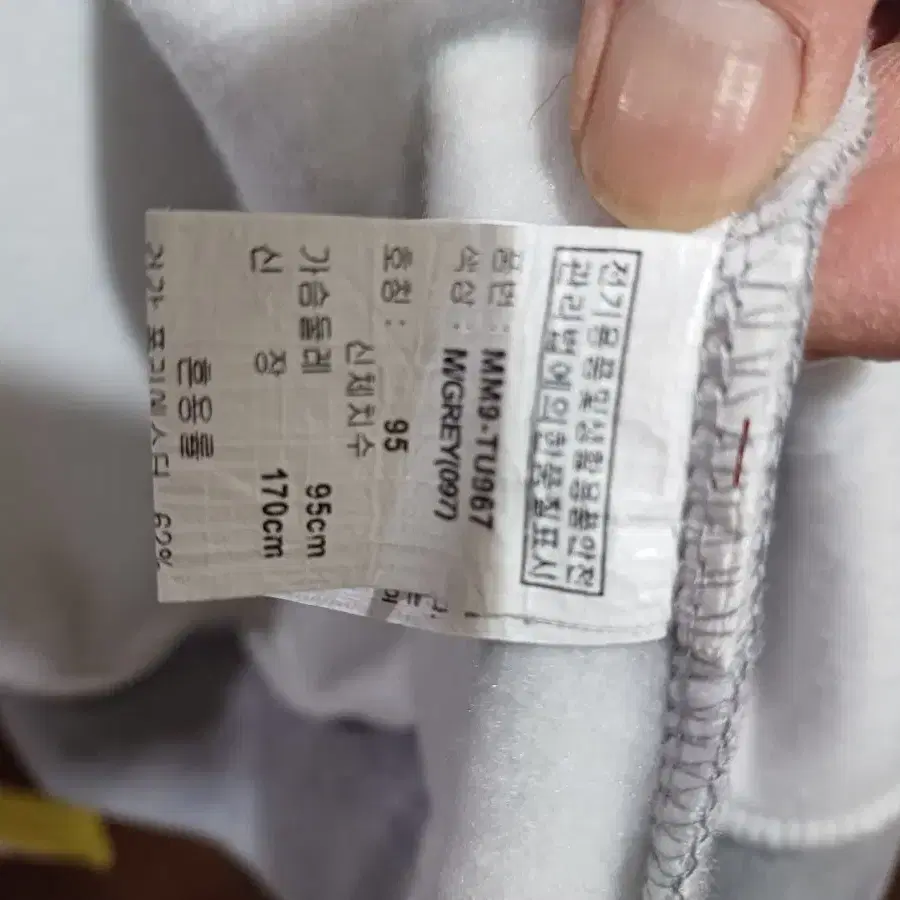 전기용품및생활용품안전
관리법에의한품질표시
품번 : MM9-TU967
색상 : M/GREY(097)
호칭 : 95
신체치수
가슴둘레 95cm
신 장 170cm
혼용률
62%